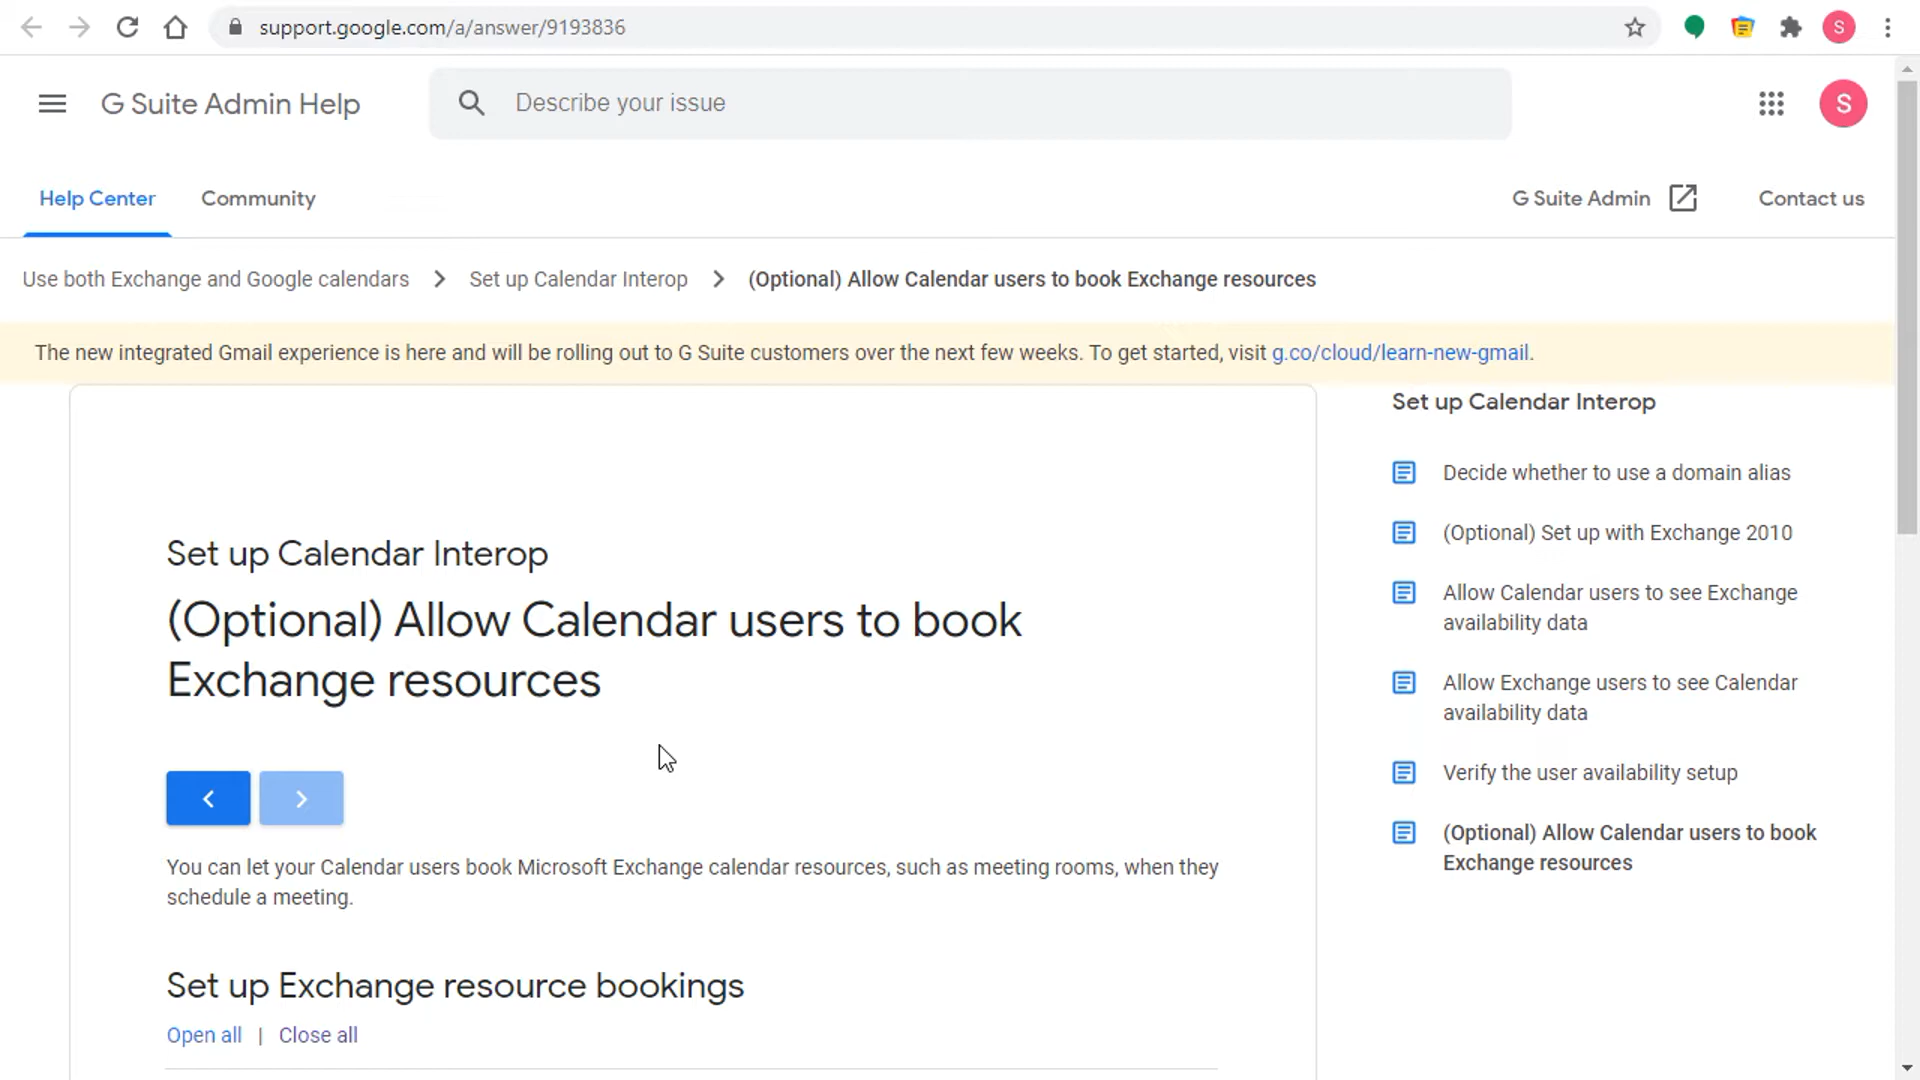 support.google.com/a/answer/9193836
S
G Suite Admin Help
Describe your issue
S
Help Center
Community
G Suite Admin
Contact us
Use both Exchange and Google calendars
Set up Calendar Interop
(Optional) Allow Calendar users to book Exchange resources
The new integrated Gmail experience is here and will be rolling out to G Suite customers over the next few weeks. To get started, visit g.co/cloud/learn-new-gmail.
Set up Calendar Interop
(Optional) Allow Calendar users to book
Exchange resources
You can let your Calendar users book Microsoft Exchange calendar resources, such as meeting rooms, when they
schedule a meeting.
Set up Exchange resource bookings
Open all | Close all
Set up Calendar Interop
Decide whether to use a domain alias
(Optional) Set up with Exchange 2010
Allow Calendar users to see Exchange
availability data
Allow Exchange users to see Calendar
availability data
Verify the user availability setup
(Optional) Allow Calendar users to book
Exchange resources